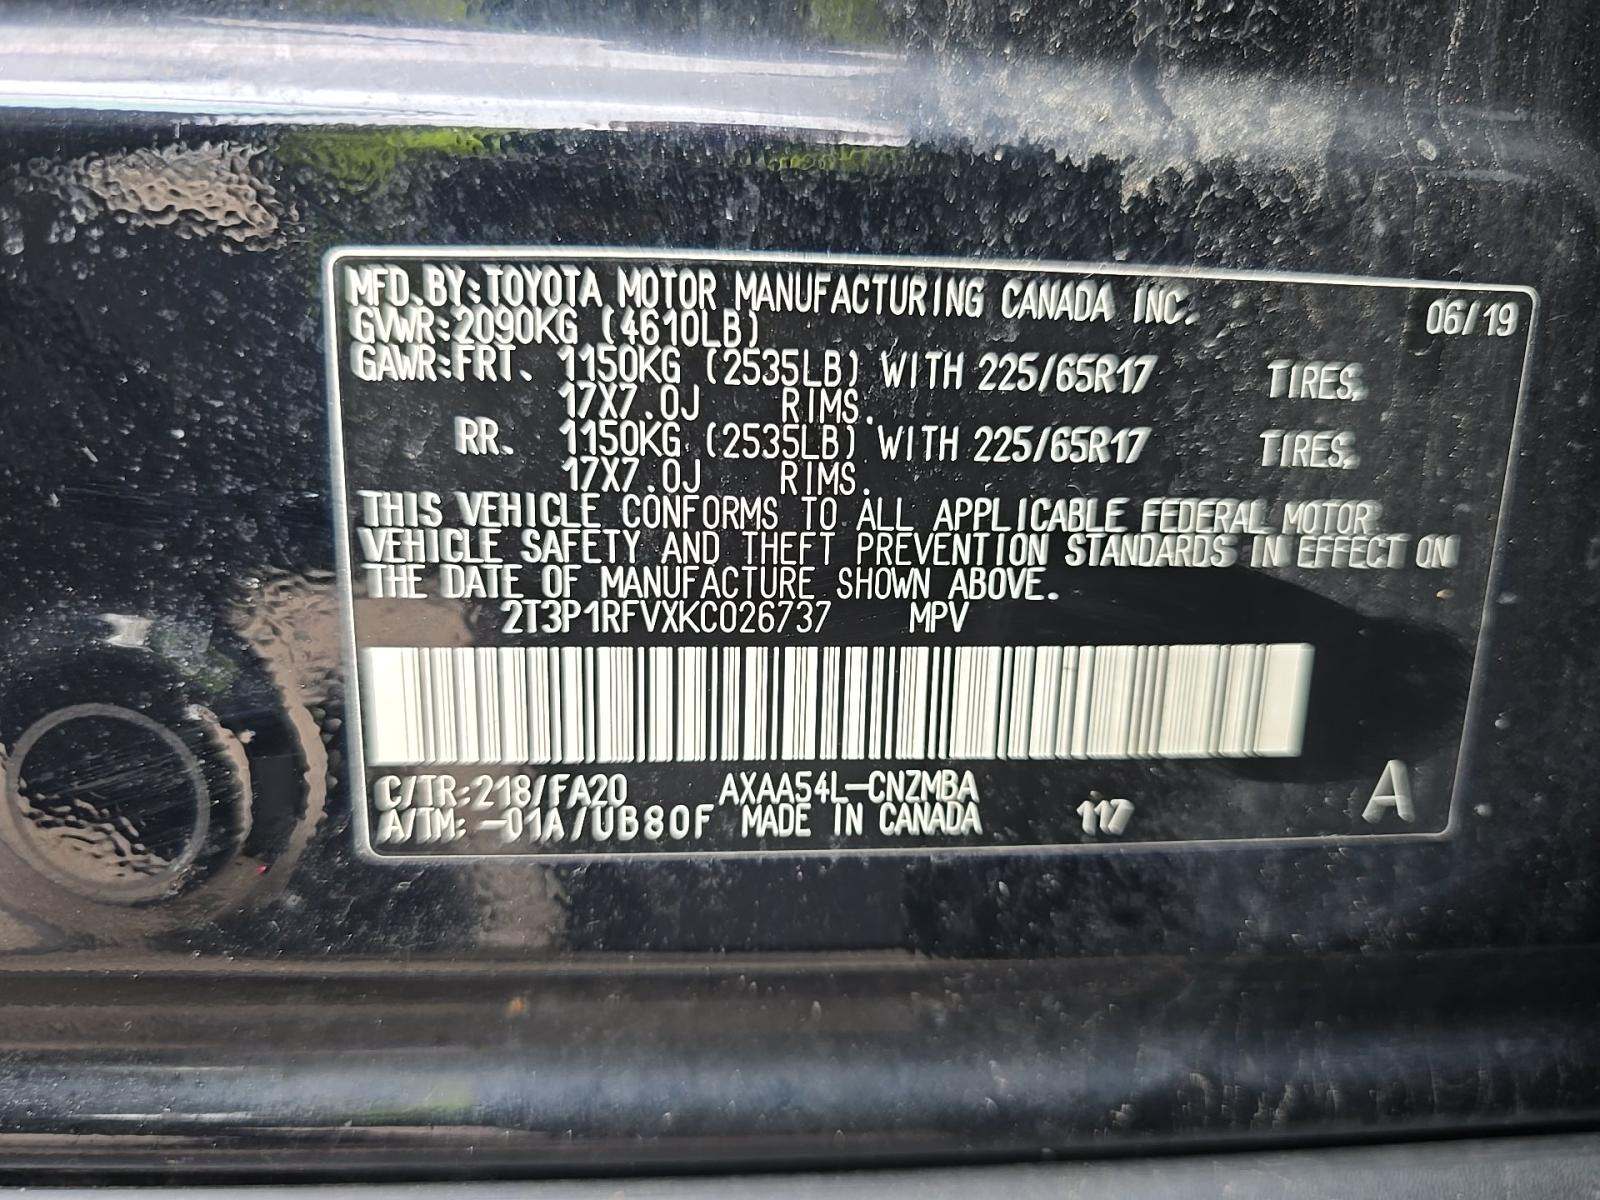 MFD.BY:TOYOTA MOTOR MANUFACTURING CANADA INC. 06/19
GVWR:2090KG (4610LB)
GAWR:FRT. 1150KG (2535LB) WITH 225/65R17 TIRES,
17X7.0J RIMS.
RR. 1150KG (2535LB) WITH 225/65R17 TIRES,
17X7.0J RIMS.
THIS VEHICLE CONFORMS TO ALL APPLICABLE FEDERAL MOTOR
VEHICLE SAFETY AND THEFT PREVENTION STANDARDS IN EFFECT ON
THE DATE OF MANUFACTURE SHOWN ABOVE.
2T3P1RFVXKC026737 MPV
C/TR:218/FA20 AXAA54L-CNZMBA
A/TM:-01A/UB80F MADE IN CANADA 117 A